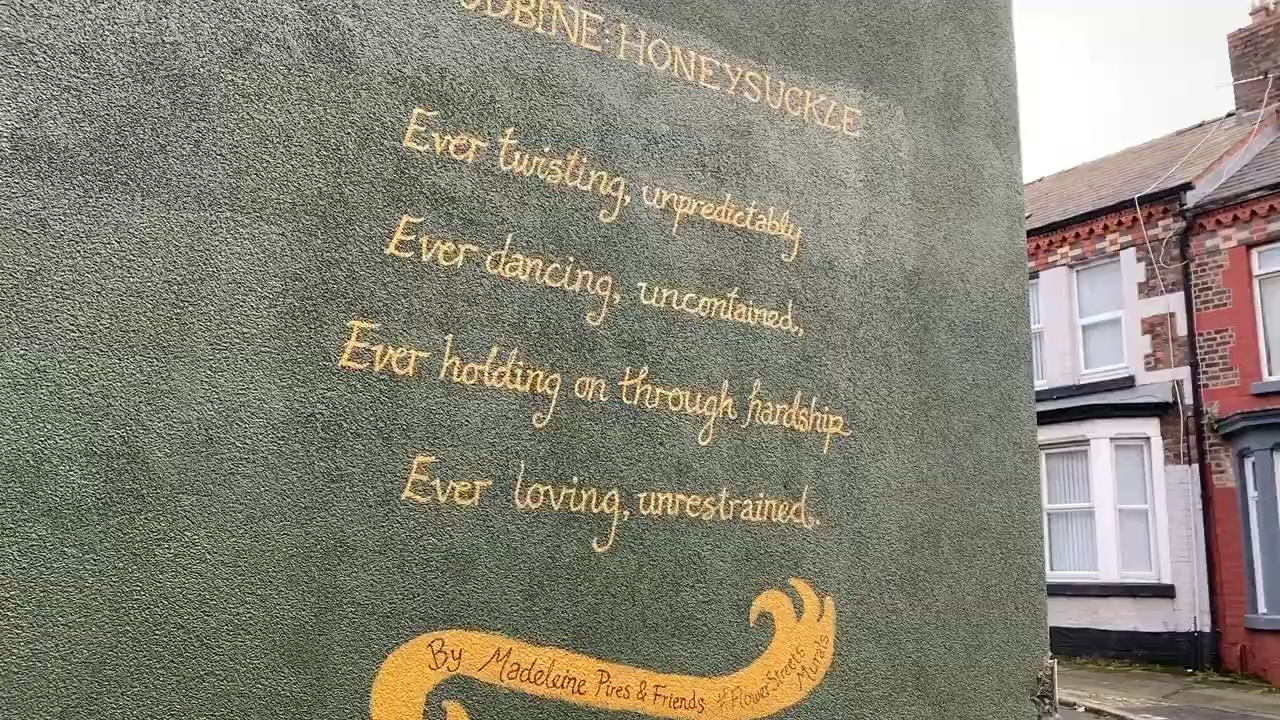 ODBINE: HONEYSUCKLE
Ever twisting, unpredictably
Ever dancing, uncontained,
Ever holding on through hardship
Ever loving, unrestrained.
By Madeleine Pires & Friends
Flower Streets
Murals